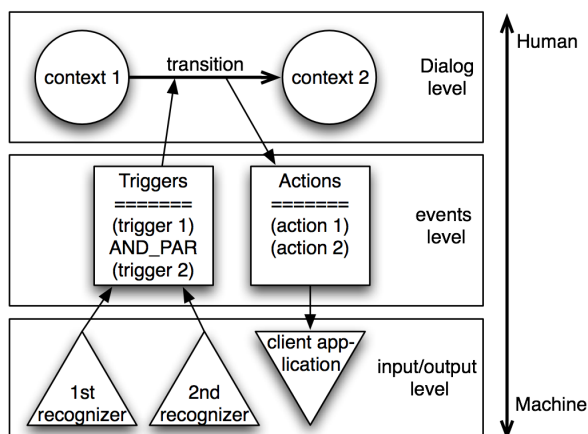 context 1
transition
context 2
Dialog
level
Human
Triggers
=======
(trigger 1)
AND_PAR
(trigger 2)
Actions
=======
(action 1)
(action 2)
events
level
1st
recognizer
2nd
recognizer
client app-
lication
input/output
level
Machine